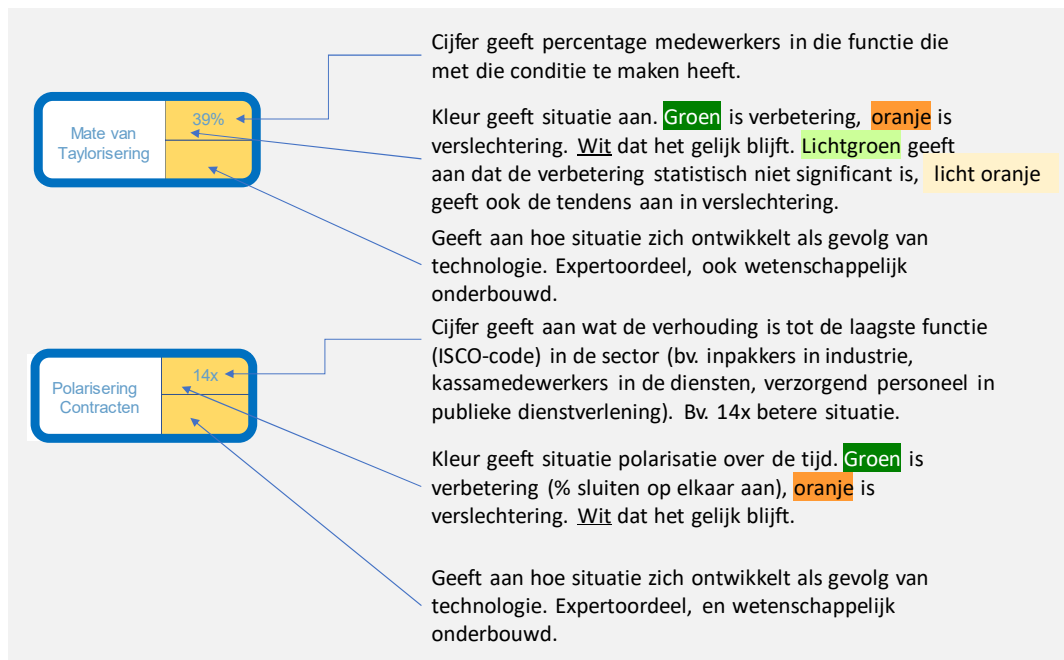 Cijfer geeft percentage medewerkers in die functie die
met die conditie te maken heeft.
Mate van
Taylorisering
39%
Kleur geeft situatie aan. Groen is verbetering, oranje is
verslechtering. Wit dat het gelijk blijft. Lichtgroen geeft
aan dat de verbetering statistisch niet significant is, licht oranje
geeft ook de tendens aan in verslechtering.
Geeft aan hoe situatie zich ontwikkelt als gevolg van
technologie. Expertoordeel, ook wetenschappelijk
onderbouwd.
Cijfer geeft aan wat de verhouding is tot de laagste functie
(ISCO-code) in de sector (bv. inpakkers in industrie,
kassamedewerkers in de diensten, verzorgend personeel in
publieke dienstverlening). Bv. 14x betere situatie.
Polarisering
Contracten
14x
Kleur geeft situatie polarisatie over de tijd. Groen is
verbetering (% sluiten op elkaar aan), oranje is
verslechtering. Wit dat het gelijk blijft.
Geeft aan hoe situatie zich ontwikkelt als gevolg van
technologie. Expertoordeel, en wetenschappelijk
onderbouwd.